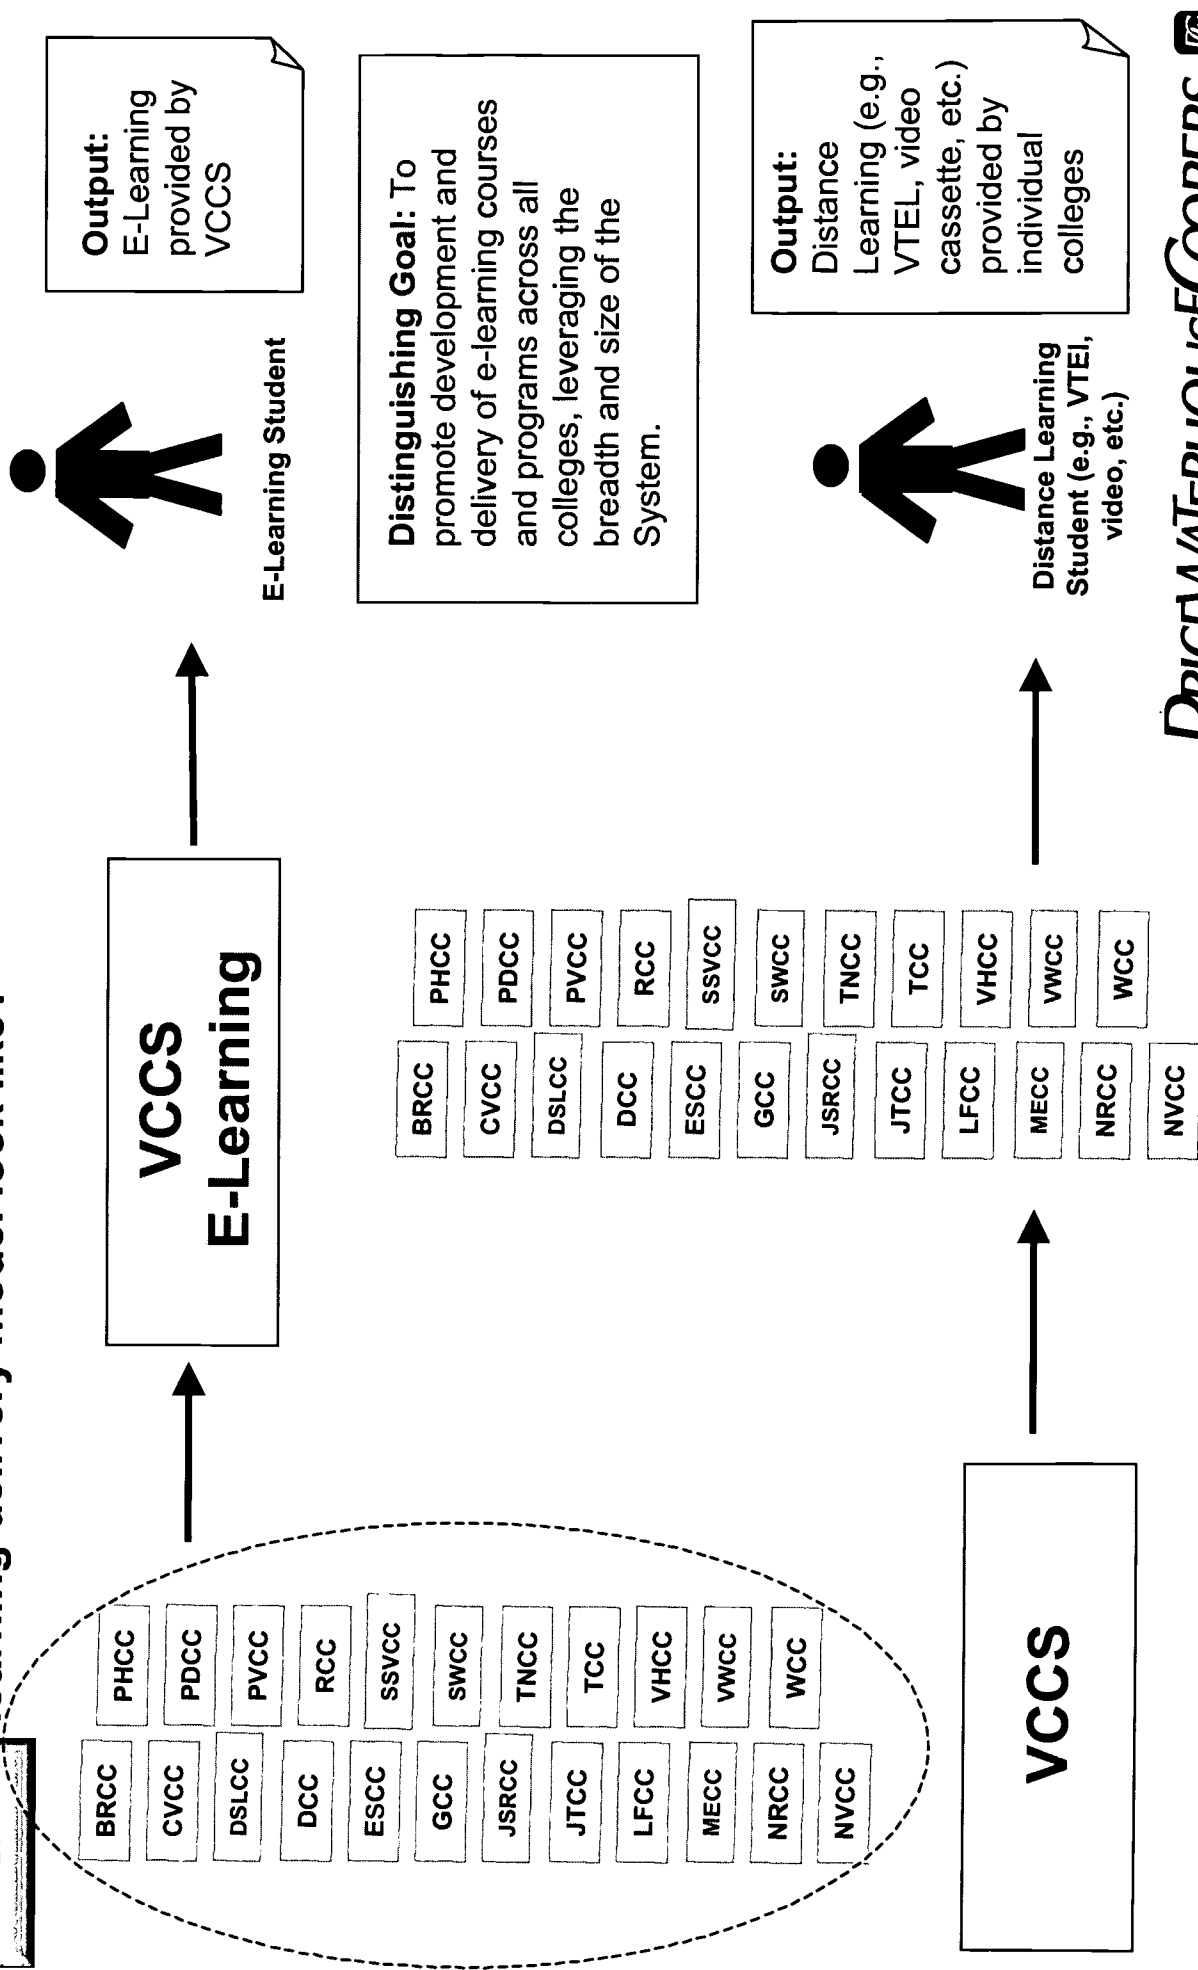 delivery model look like?
BRCC
CVCC
DSLCC
DCC
ESCC
GCC
JSRCC
JTCC
LFCC
MECC
NRCC
NVCC
PHCC
PDCC
PVCC
RCC
SSVCC
SWCC
TNCC
TCC
VHCC
VWCC
WCC
VCCS
E-Learning
E-Learning Student
Output:
E-Learning
provided by
VCCS
Distinguishing Goal: To
promote development and
delivery of e-learning courses
and programs across all
colleges, leveraging the
breadth and size of the
System.
VCCS
BRCC
CVCC
DSLCC
DCC
ESCC
GCC
JSRCC
JTCC
LFCC
MECC
NRCC
NVCC
PHCC
PDCC
PVCC
RCC
SSVCC
SWCC
TNCC
TCC
VHCC
VWCC
WCC
Distance Learning
Student (e.g., VTEl,
video, etc.)
Output:
Distance
Learning (e.g.,
VTEL, video
cassette, etc.)
provided by
individual
colleges
PRICEWATERHOUSECOOPERS